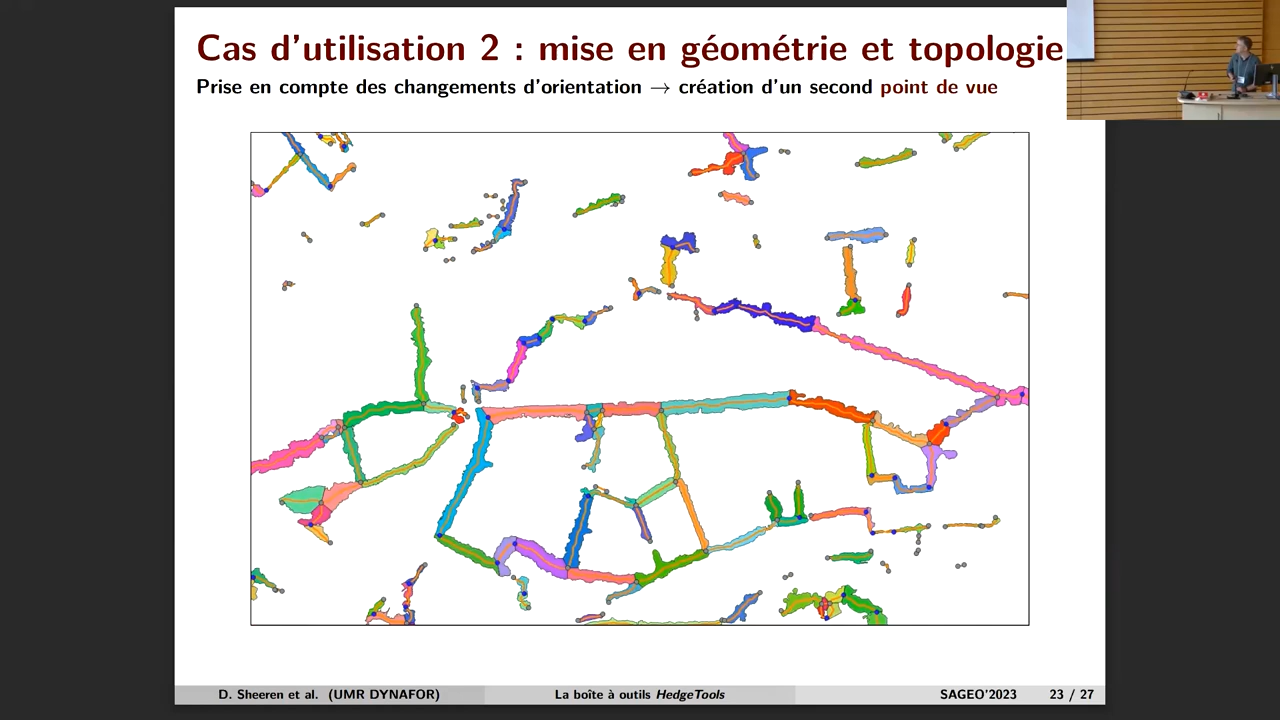 Cas d'utilisation 2 : mise en géométrie et topologie
Prise en compte des changements d'orientation → création d'un second point de vue
D. Sheeren et al. (UMR DYNAFOR)
La boîte à outils HedgeTools
SAGEO'2023
23 / 27